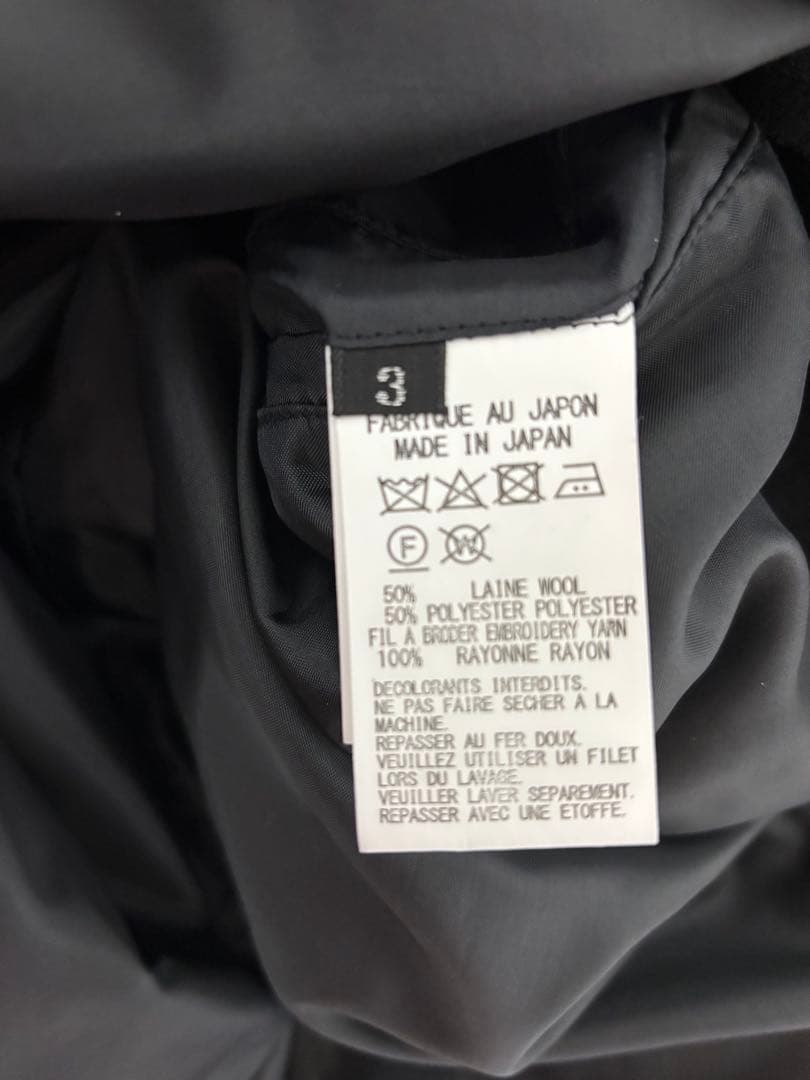 3
FABRIQUE AU JAPON
MADE IN JAPAN
F W
50% LAINE WOOL
50% POLYESTER POLYESTER
FIL A BRODER EMBROIDERY YARN
100% RAYONNE RAYON
DECOLORANTS INTERDITS.
NE PAS FAIRE SECHER A LA
MACHINE.
REPASSER AU FER DOUX.
VEUILLEZ UTILISER UN FILET
LORS DU LAVAGE.
VEUILLER LAVER SEPAREMENT.
REPASSER AVEC UNE ETOFFE.